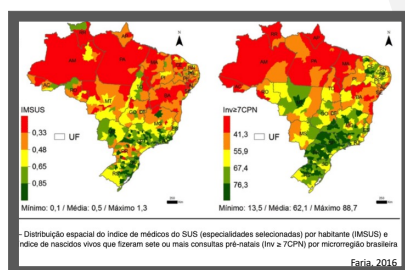 IMSUS
0,33
0,48
0,65
0,85
UF
Mínimo: 0,1 / Média: 0,5 / Máximo 1,3
Inv≥7CPN
41,3
55,9
67,4
76,3
UF
Mínimo: 13,5 / Média: 62,1 / Máximo 88,7
- Distribuição espacial do índice de médicos do SUS (especialidades selecionadas) por habitante (IMSUS) e
ndice de nascidos vivos que fizeram sete ou mais consultas pré-natais (Inv ≥ 7CPN) por microrregião brasileira
Faria, 2016